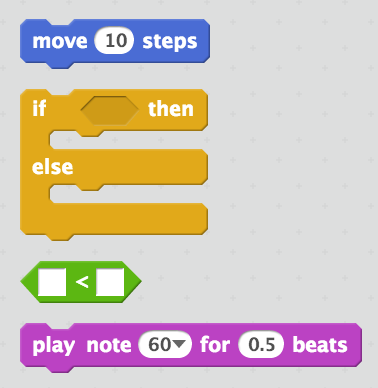 move 10 steps
if then
else
<
play note 60 for 0.5 beats